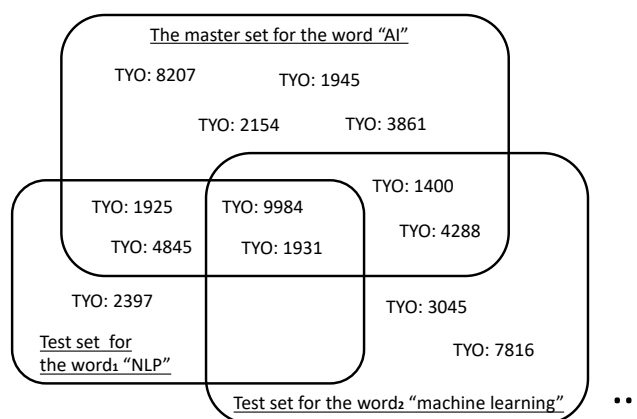 The master set for the word “AI”
TYO: 8207
TYO: 1945
TYO: 2154
TYO: 3861
TYO: 1400
TYO: 1925
TYO: 9984
TYO: 4288
TYO: 4845
TYO: 1931
TYO: 2397
TYO: 3045
Test set for
the word₁ “NLP”
TYO: 7816
Test set for the word₂ “machine learning”
..